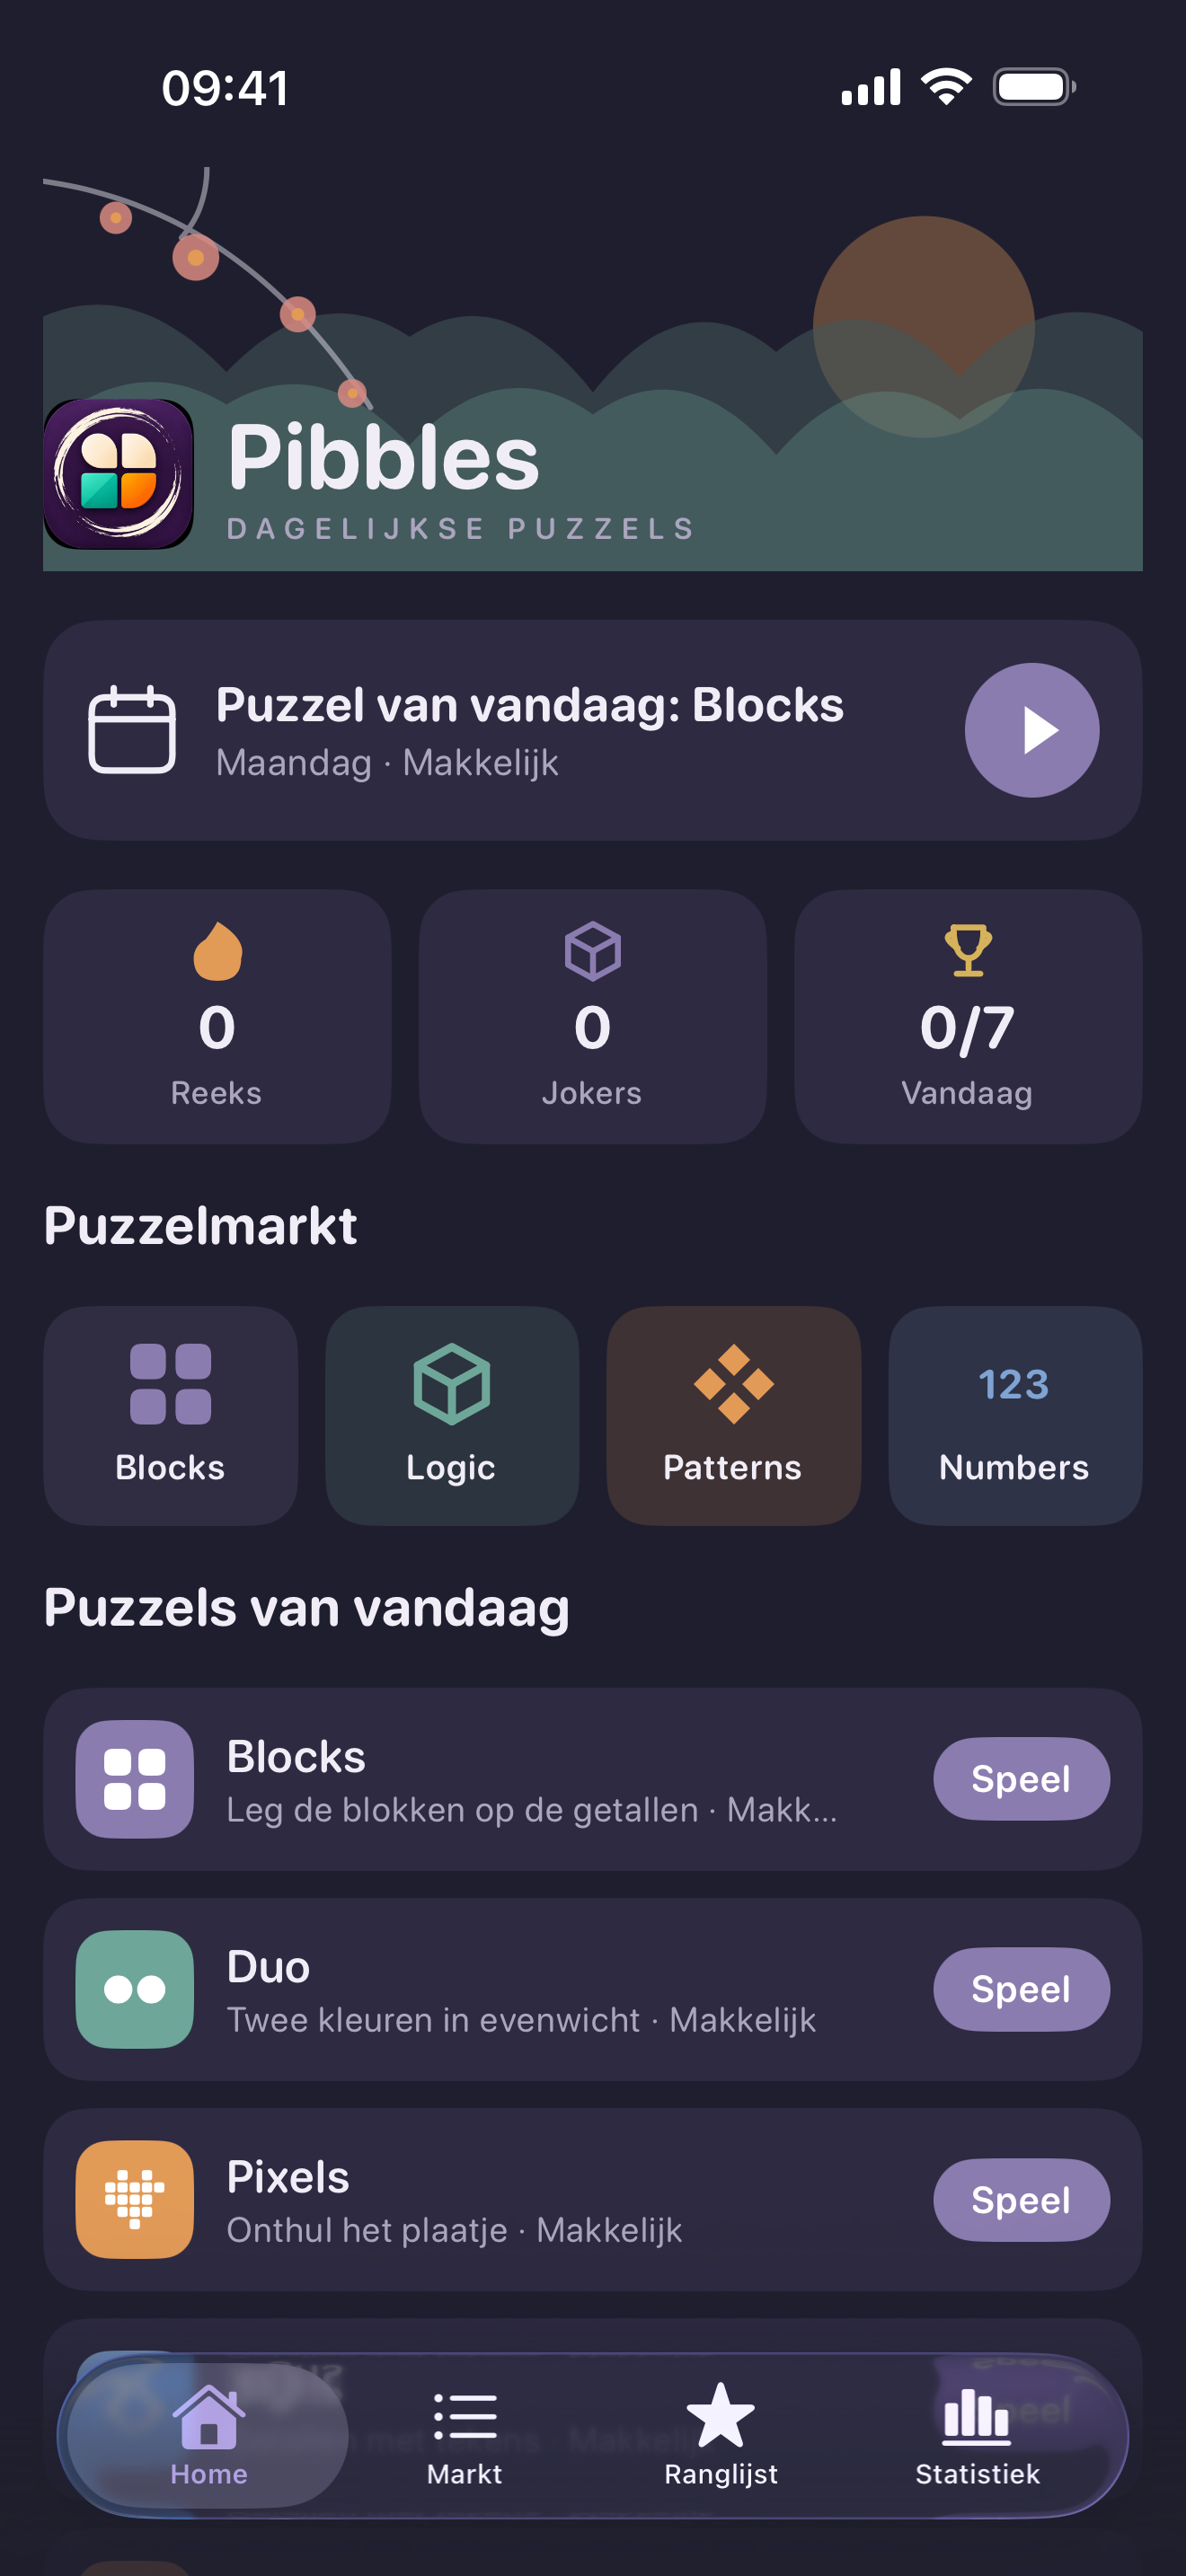 09:41
Pibbles
DAGELIJKSE PUZZELS
Puzzel van vandaag: Blocks
Maandag · Makkelijk
0
Reeks
0
Jokers
0/7
Vandaag
Puzzelmarkt
Blocks
Logic
Patterns
123
Numbers
Puzzels van vandaag
Blocks
Leg de blokken op de getallen · Makk...
Speel
Duo
Twee kleuren in evenwicht · Makkelijk
Speel
Pixels
Onthul het plaatje · Makkelijk
Speel
Home
Markt
Ranglijst
Statistiek